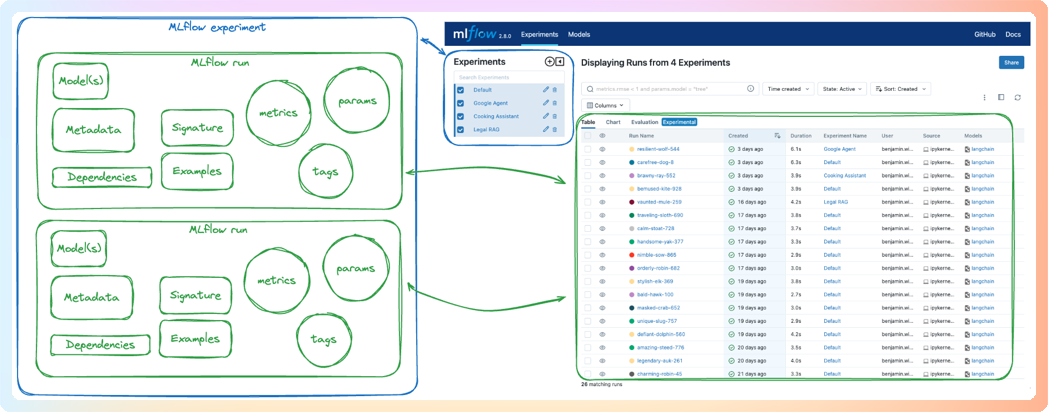 MLflow experiment
MLflow run
Model(s)
Metadata
Dependencies
Signature
Examples
metrics
params
tags
MLflow run
Model(s)
Metadata
Dependencies
Signature
Examples
metrics
params
tags
mlflow 2.8.0 Experiments Models GitHub Docs
Experiments
Search Experiments
Default
Google Agent
Cooking Assistant
Legal RAG
Displaying Runs from 4 Experiments Share
metrics.rmse < 1 and params.model = "tree" Time created State: Active Sort: Created
Columns
Table Chart Evaluation Experimental
Run Name Created Duration Experiment Name User Source Models
resilient-wolf-544 3 days ago 6.1s Google Agent benjamin.wi... ipykerne... langchain
carefree-dog-8 3 days ago 6.3s Default benjamin.wi... ipykerne... langchain
brawny-ray-552 3 days ago 3.9s Cooking Assistant benjamin.wi... ipykerne... langchain
bemused-kite-928 3 days ago 3.9s Default benjamin.wi... ipykerne... langchain
vaunted-mule-259 16 days ago 4.2s Legal RAG benjamin.wi... ipykerne... langchain
traveling-sloth-690 17 days ago 3.8s Default benjamin.wi... ipykerne... langchain
calm-stoat-728 17 days ago 3.7s Default benjamin.wi... ipykerne... langchain
handsome-yak-377 17 days ago 3.3s Default benjamin.wi... ipykerne... langchain
nimble-sow-865 17 days ago 2.9s Default benjamin.wi... ipykerne... langchain
orderly-robin-682 17 days ago 3.0s Default benjamin.wi... ipykerne... langchain
stylish-elk-369 19 days ago 3.8s Default benjamin.wi... ipykerne... langchain
bald-hawk-100 19 days ago 2.7s Default benjamin.wi... ipykerne... langchain
masked-crab-652 19 days ago 3.0s Default benjamin.wi... ipykerne... langchain
unique-slug-757 19 days ago 2.9s Default benjamin.wi... ipykerne... langchain
defiant-dolphin-560 19 days ago 4.2s Default benjamin.wi... ipykerne... langchain
amazing-steed-776 20 days ago 3.5s Default benjamin.wi... ipykerne... langchain
legendary-auk-261 20 days ago 4.0s Default benjamin.wi... ipykerne... langchain
charming-robin-45 21 days ago 3.3s Default benjamin.wi... ipykerne... langchain
26 matching runs